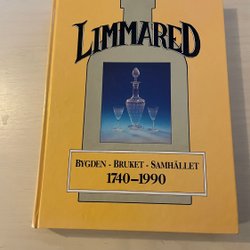 LIMMARED
BYGDEN - BRUKET - SAMHÄLLET
1740-1990